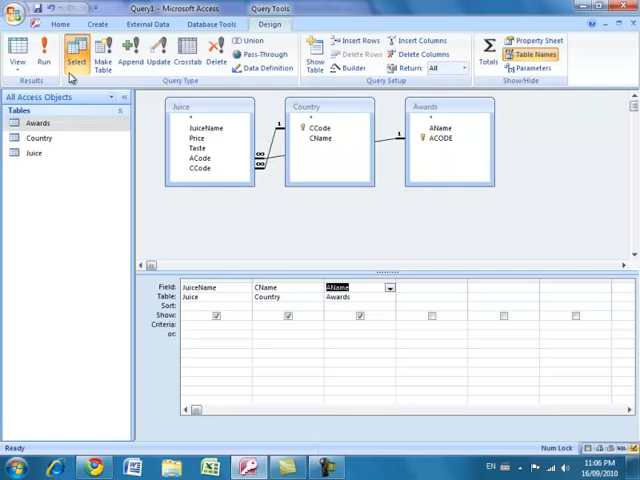 Query1 - Microsoft Access
Query Tools
Home
Create
External Data
Database Tools
Design
View
Run
Select
Make Table
Append
Update
Crosstab
Delete
Union
Pass-Through
Data Definition
Show Table
Insert Rows
Delete Rows
Builder
Insert Columns
Delete Columns
Return: All
Totals
Property Sheet
Table Names
Parameters
Results
Query Type
Query Setup
Show/Hide
All Access Objects
Tables
Awards
Country
Juice
Juice
*
JuiceName
Price
Taste
ACode
CCode
Country
*
CCode
CName
Awards
*
AName
ACODE
1
1
Field: JuiceName CName AName
Table: Juice Country Awards
Sort:
Show:
Criteria:
or:
Ready
Num Lock
EN
11:06 PM
16/09/2010